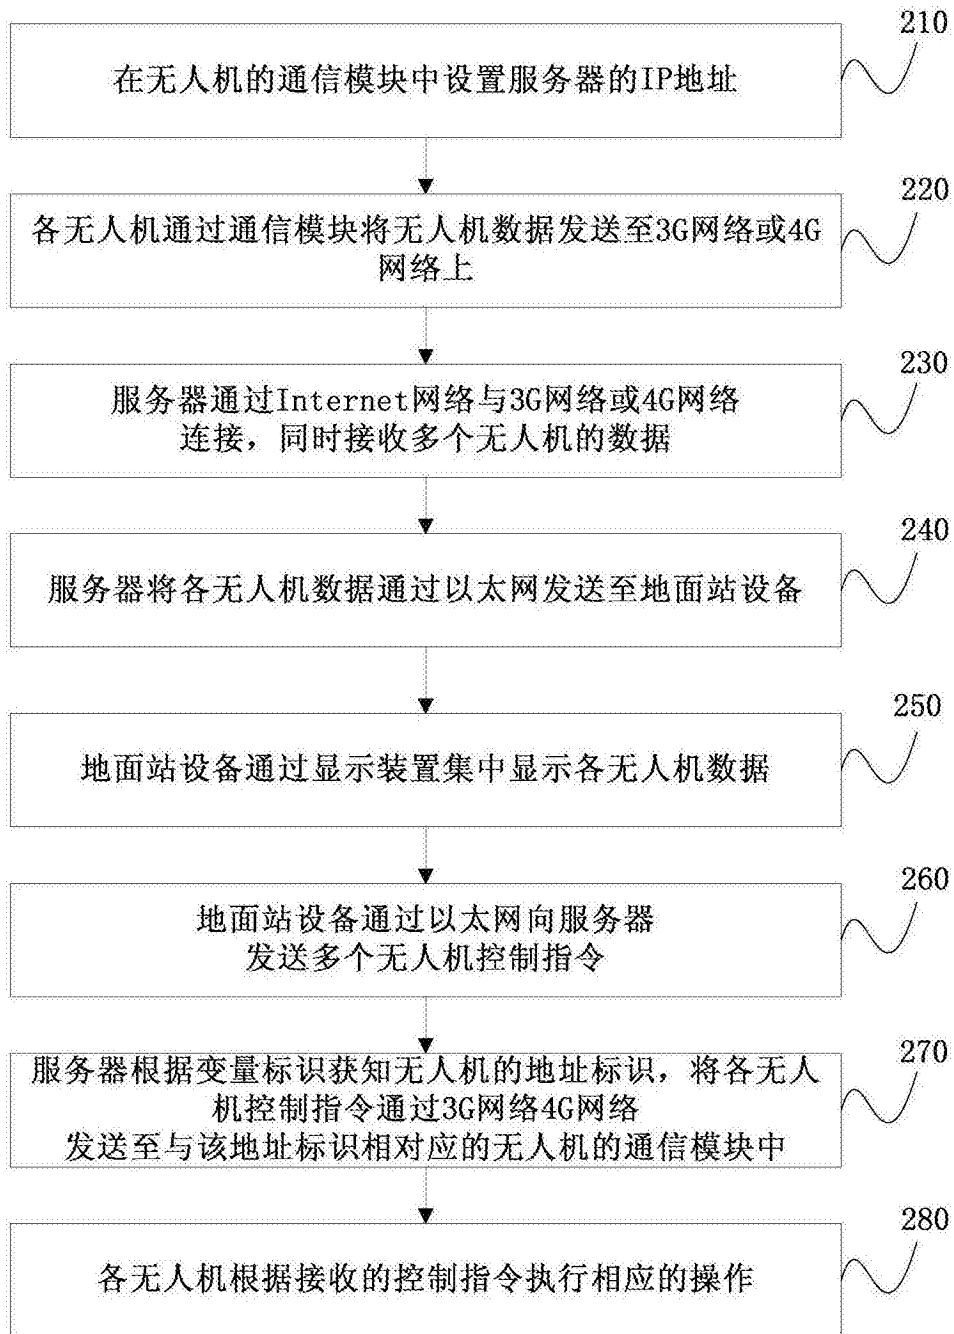 210
在无人机的通信模块中设置服务器的IP地址
220
各无人机通过通信模块将无人机数据发送至3G网络或4G
网络上
230
服务器通过Internet网络与3G网络或4G网络
连接，同时接收多个无人机的数据
240
服务器将各无人机数据通过以太网发送至地面站设备
250
地面站设备通过显示装置集中显示各无人机数据
260
地面站设备通过以太网向服务器
发送多个无人机控制指令
270
服务器根据变量标识获知无人机的地址标识，将各无人
机控制指令通过3G网络4G网络
发送至与该地址标识相对应的无人机的通信模块中
280
各无人机根据接收的控制指令执行相应的操作